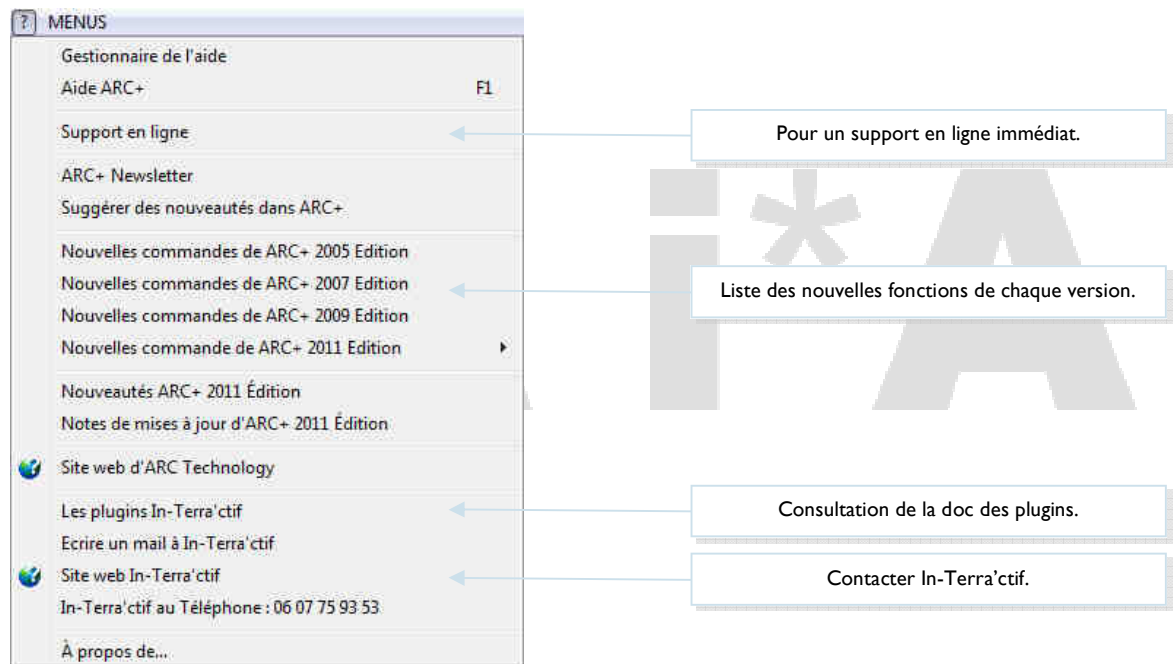 ? MENUS
Gestionnaire de l'aide
Aide ARC+ F1
Support en ligne
Pour un support en ligne immédiat.
ARC+ Newsletter
Suggérer des nouveautés dans ARC+
Nouvelles commandes de ARC+ 2005 Edition
Nouvelles commandes de ARC+ 2007 Edition
Liste des nouvelles fonctions de chaque version.
Nouvelles commandes de ARC+ 2009 Edition
Nouvelles commande de ARC+ 2011 Edition
Nouveautés ARC+ 2011 Édition
Notes de mises à jour d'ARC+ 2011 Édition
Site web d'ARC Technology
Les plugins In-Terra'ctif
Consultation de la doc des plugins.
Ecrire un mail à In-Terra'ctif
Site web In-Terra'ctif
Contacter In-Terra’ctif.
In-Terra'ctif au Téléphone : 06 07 75 93 53
À propos de...
i*A